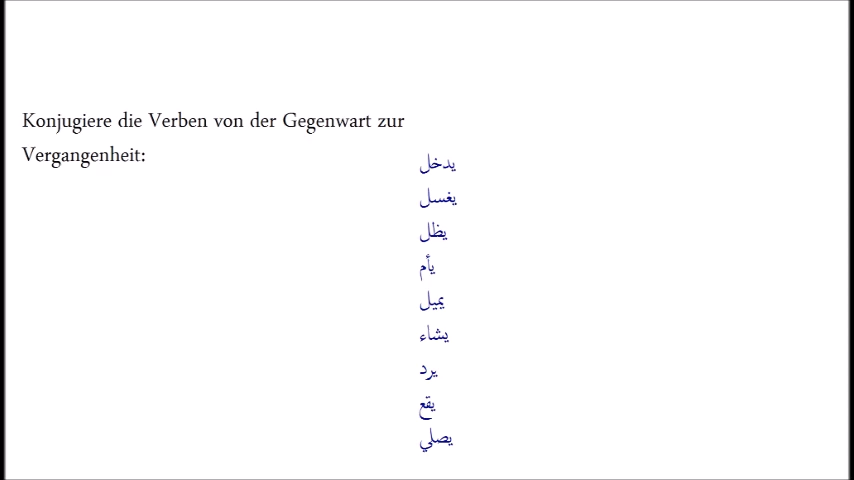 Konjugiere die Verben von der Gegenwart zur
Vergangenheit:
يدخل
يغسل
يظل
يأم
يميل
يشاء
يرد
يقع
يصلي